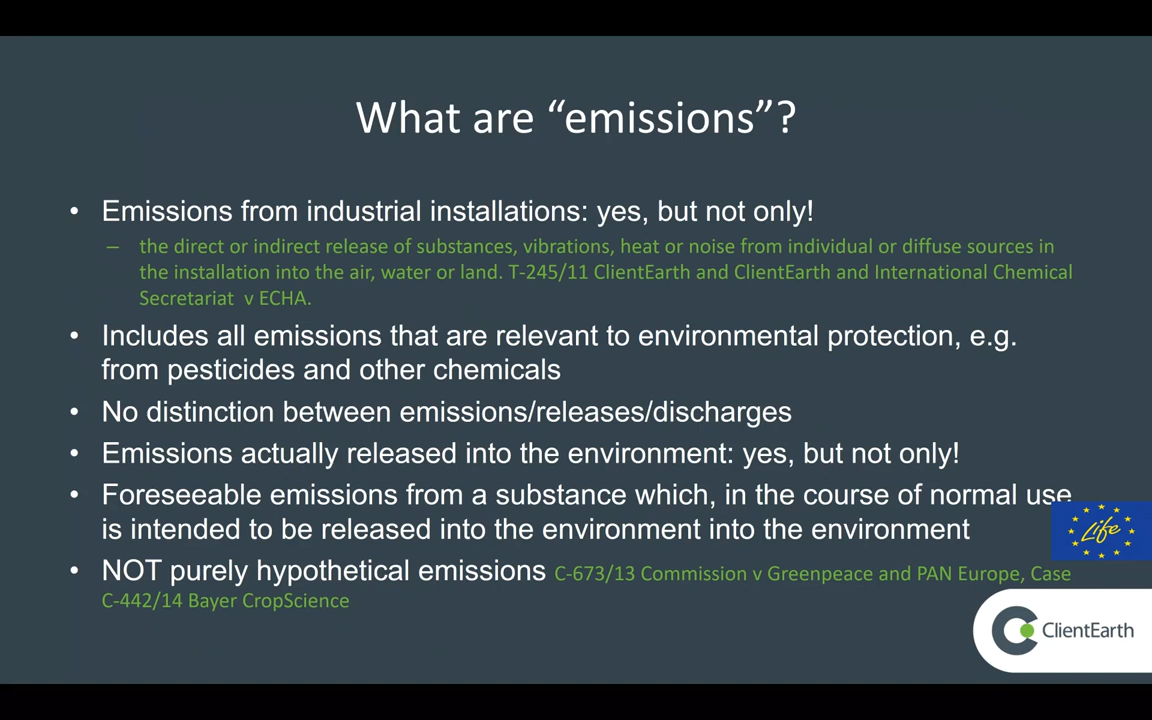 What are “emissions”?
• Emissions from industrial installations: yes, but not only!
– the direct or indirect release of substances, vibrations, heat or noise from individual or diffuse sources in
the installation into the air, water or land. T-245/11 ClientEarth and ClientEarth and International Chemical
Secretariat v ECHA.
• Includes all emissions that are relevant to environmental protection, e.g.
from pesticides and other chemicals
• No distinction between emissions/releases/discharges
• Emissions actually released into the environment: yes, but not only!
• Foreseeable emissions from a substance which, in the course of normal use
is intended to be released into the environment into the environment
Life
• NOT purely hypothetical emissions C-673/13 Commission v Greenpeace and PAN Europe, Case
C-442/14 Bayer CropScience
ClientEarth